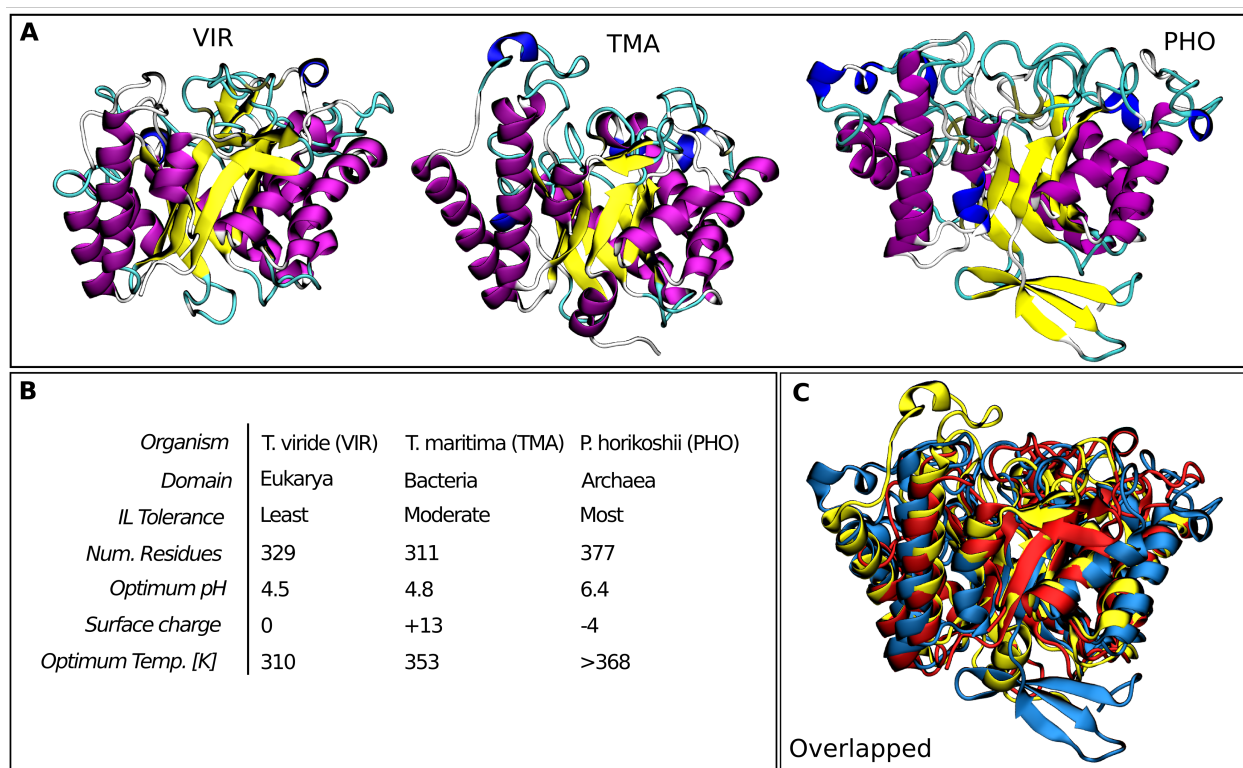 A
VIR
TMA
PHO
B
Organism T. viride (VIR) T. maritima (TMA) P. horikoshii (PHO)
Domain Eukarya Bacteria Archaea
IL Tolerance Least Moderate Most
Num. Residues 329 311 377
Optimum pH 4.5 4.8 6.4
Surface charge 0 +13 -4
Optimum Temp. [K] 310 353 >368
C
Overlapped